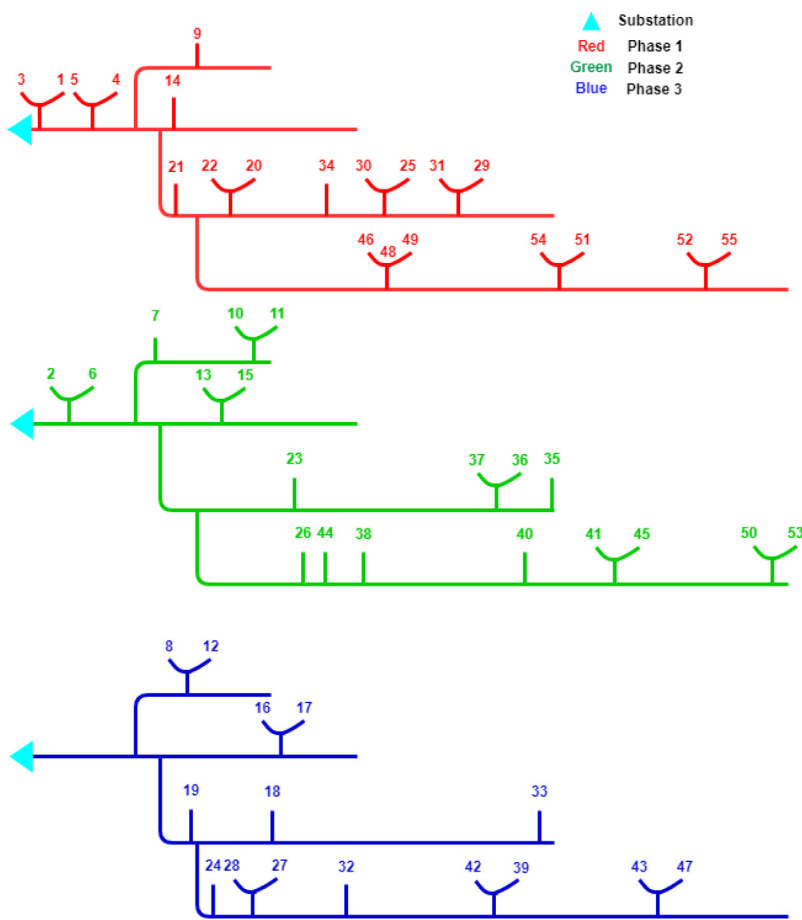 Substation
Red Phase 1
Green Phase 2
Blue Phase 3
9
3 1 5 4 14
21 22 20 34 30 25 31 29
46 48 49 54 51 52 55
7 10 11
2 6 13 15
23 37 36 35
26 44 38 40 41 45 50 53
8 12
16 17
19 18 33
24 28 27 32 42 39 43 47